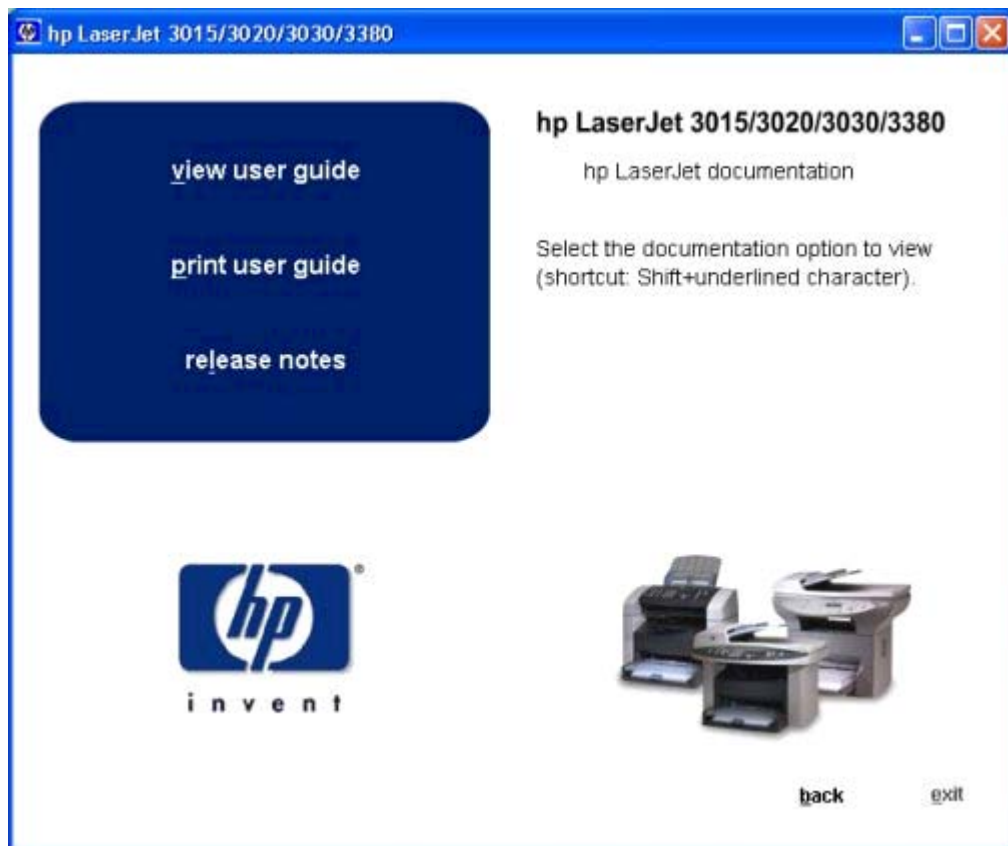 hp LaserJet 3015/3020/3030/3380
view user guide
print user guide
release notes
hp LaserJet 3015/3020/3030/3380
hp LaserJet documentation
Select the documentation option to view
(shortcut: Shift+underlined character).
hp
®
invent
back
exit